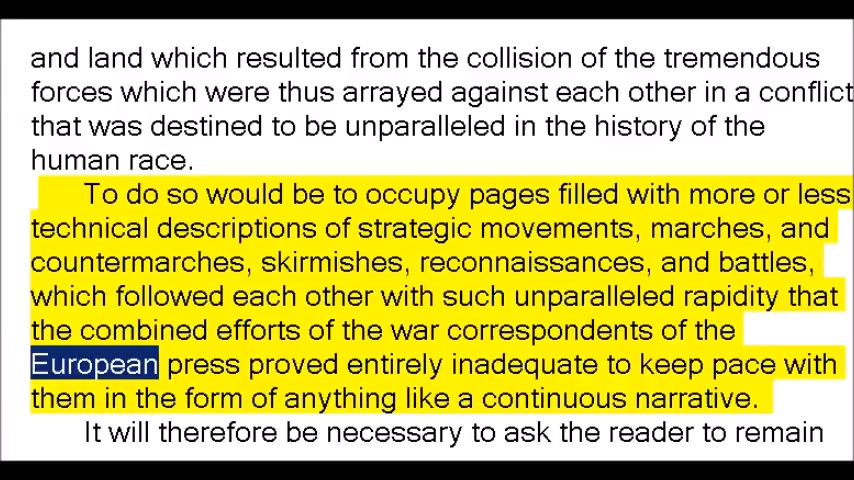 and land which resulted from the collision of the tremendous
forces which were thus arrayed against each other in a conflict
that was destined to be unparalleled in the history of the
human race.
To do so would be to occupy pages filled with more or less
technical descriptions of strategic movements, marches, and
countermarches, skirmishes, reconnaissances, and battles,
which followed each other with such unparalleled rapidity that
the combined efforts of the war correspondents of the
European press proved entirely inadequate to keep pace with
them in the form of anything like a continuous narrative.
It will therefore be necessary to ask the reader to remain